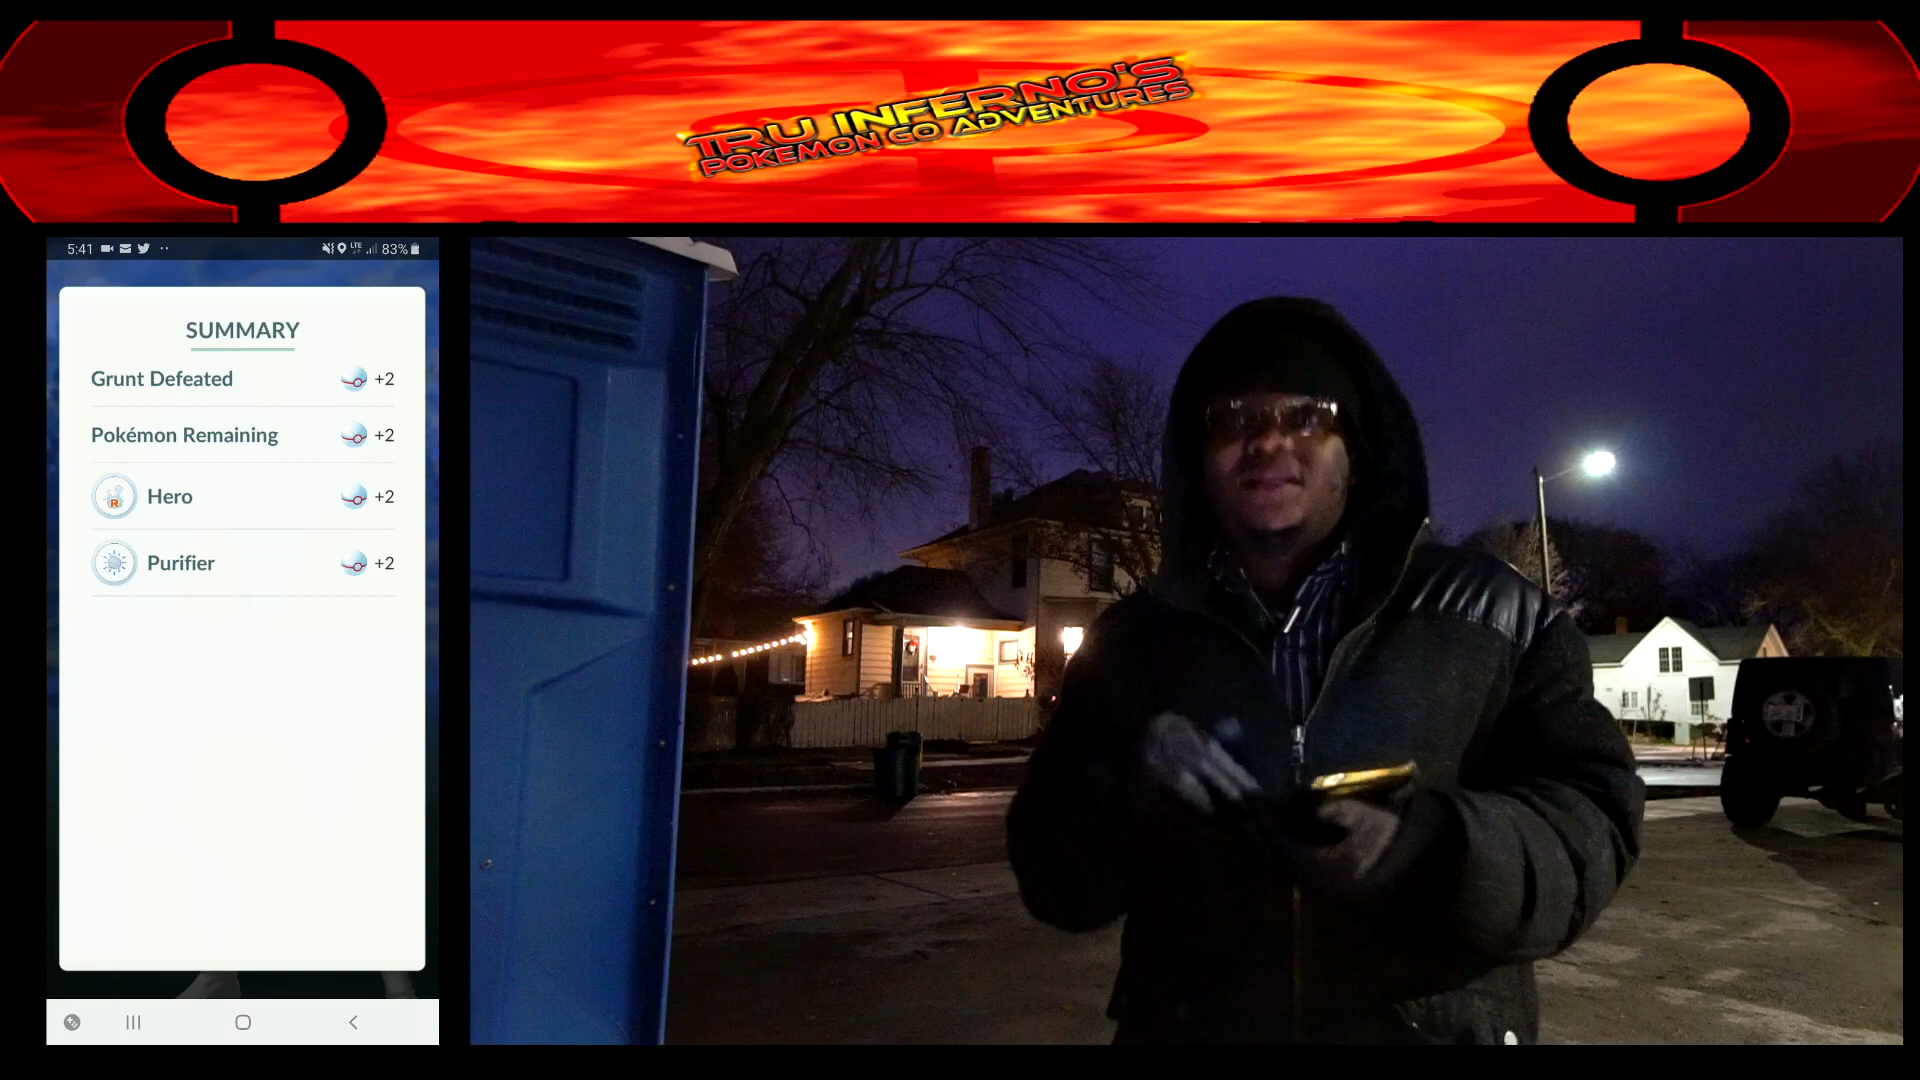 TRU INFERNO'S
POKEMON GO ADVENTURES
5:41
LTE
83%
SUMMARY
Grunt Defeated +2
Pokémon Remaining +2
R Hero +2
Purifier +2